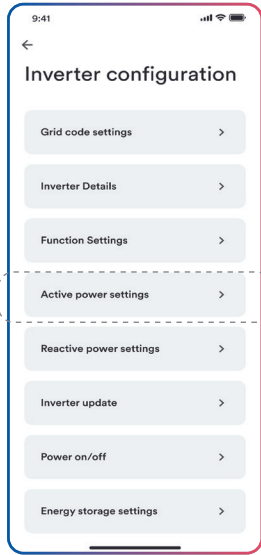 9:41
Inverter configuration
Grid code settings
Inverter Details
Function Settings
Active power settings
Reactive power settings
Inverter update
Power on/off
Energy storage settings